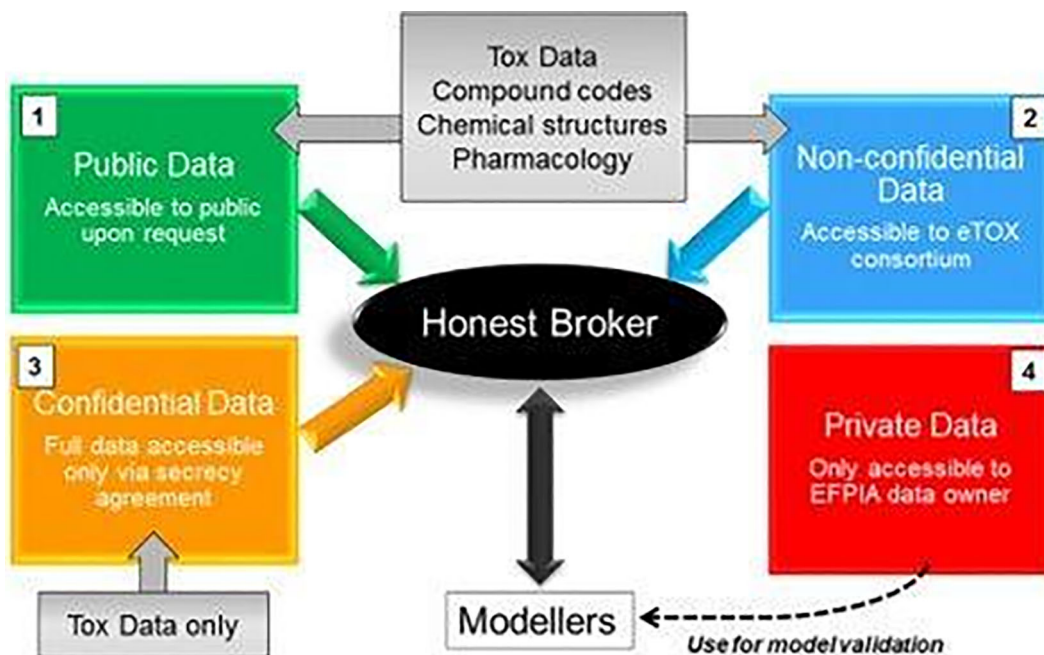 Tox Data
Compound codes
Chemical structures
Pharmacology
1
Public Data
Accessible to public
upon request
2
Non-confidential
Data
Accessible to eTOX
consortium
Honest Broker
3
Confidential Data
Full data accessible
only via secrecy
agreement
4
Private Data
Only accessible to
EFPIA data owner
Tox Data only
Modellers
Use for model validation